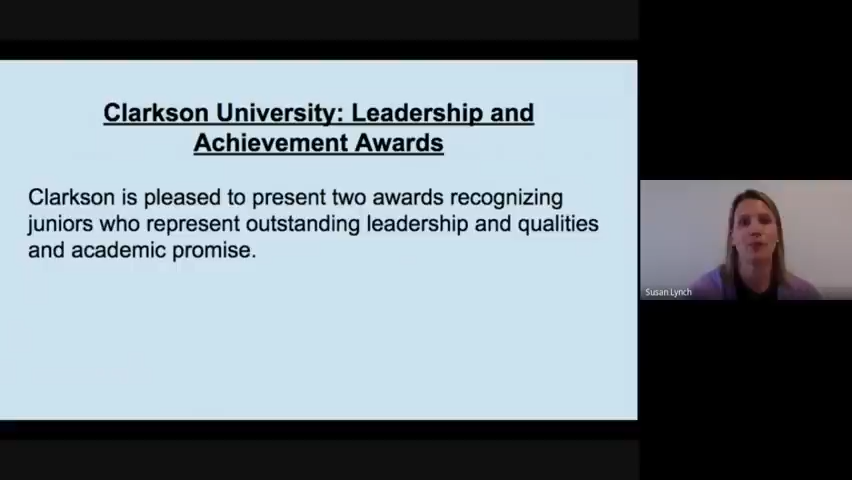 Clarkson University: Leadership and
Achievement Awards
Clarkson is pleased to present two awards recognizing
juniors who represent outstanding leadership and qualities
and academic promise.
Susan Lynch